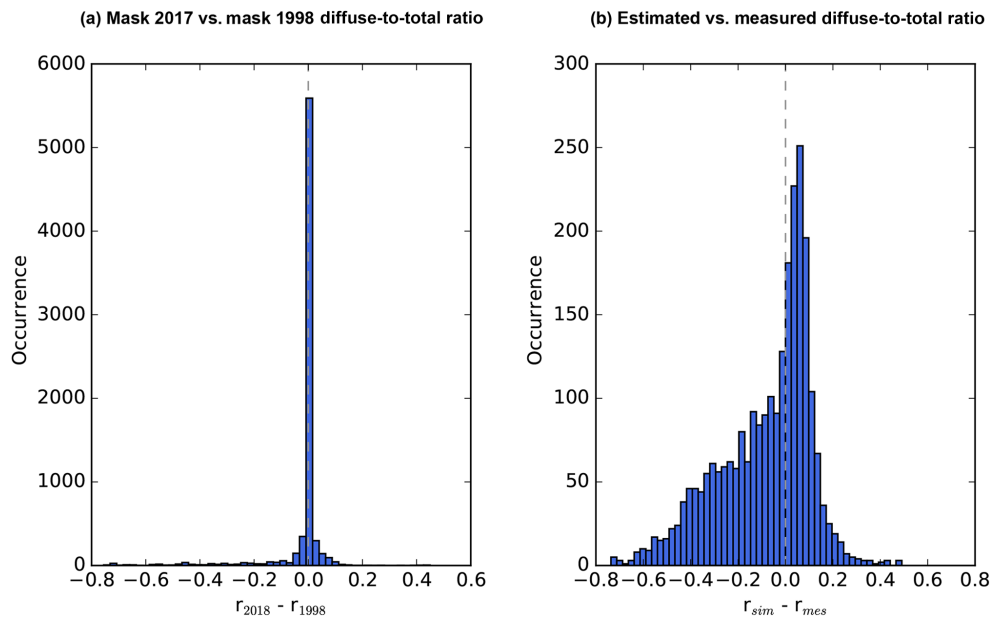 (a) Mask 2017 vs. mask 1998 diffuse-to-total ratio
6000
5000
4000
3000
2000
1000
0
Occurrence
−0.8 −0.6 −0.4 −0.2 0.0 0.2 0.4 0.6
r2018 - r1998
(b) Estimated vs. measured diffuse-to-total ratio
300
250
200
150
100
50
0
Occurrence
−0.8 −0.6 −0.4 −0.2 0.0 0.2 0.4 0.6 0.8
rsim - rmes